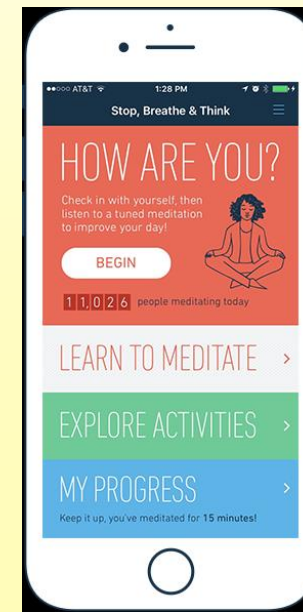 ●●○○○ AT&T 1:28 PM
Stop, Breathe & Think
HOW ARE YOU?
Check in with yourself, then
listen to a tuned meditation
to improve your day!
BEGIN
11,026 people meditating today
LEARN TO MEDITATE >
EXPLORE ACTIVITIES >
MY PROGRESS >
Keep it up, you've meditated for 15 minutes!